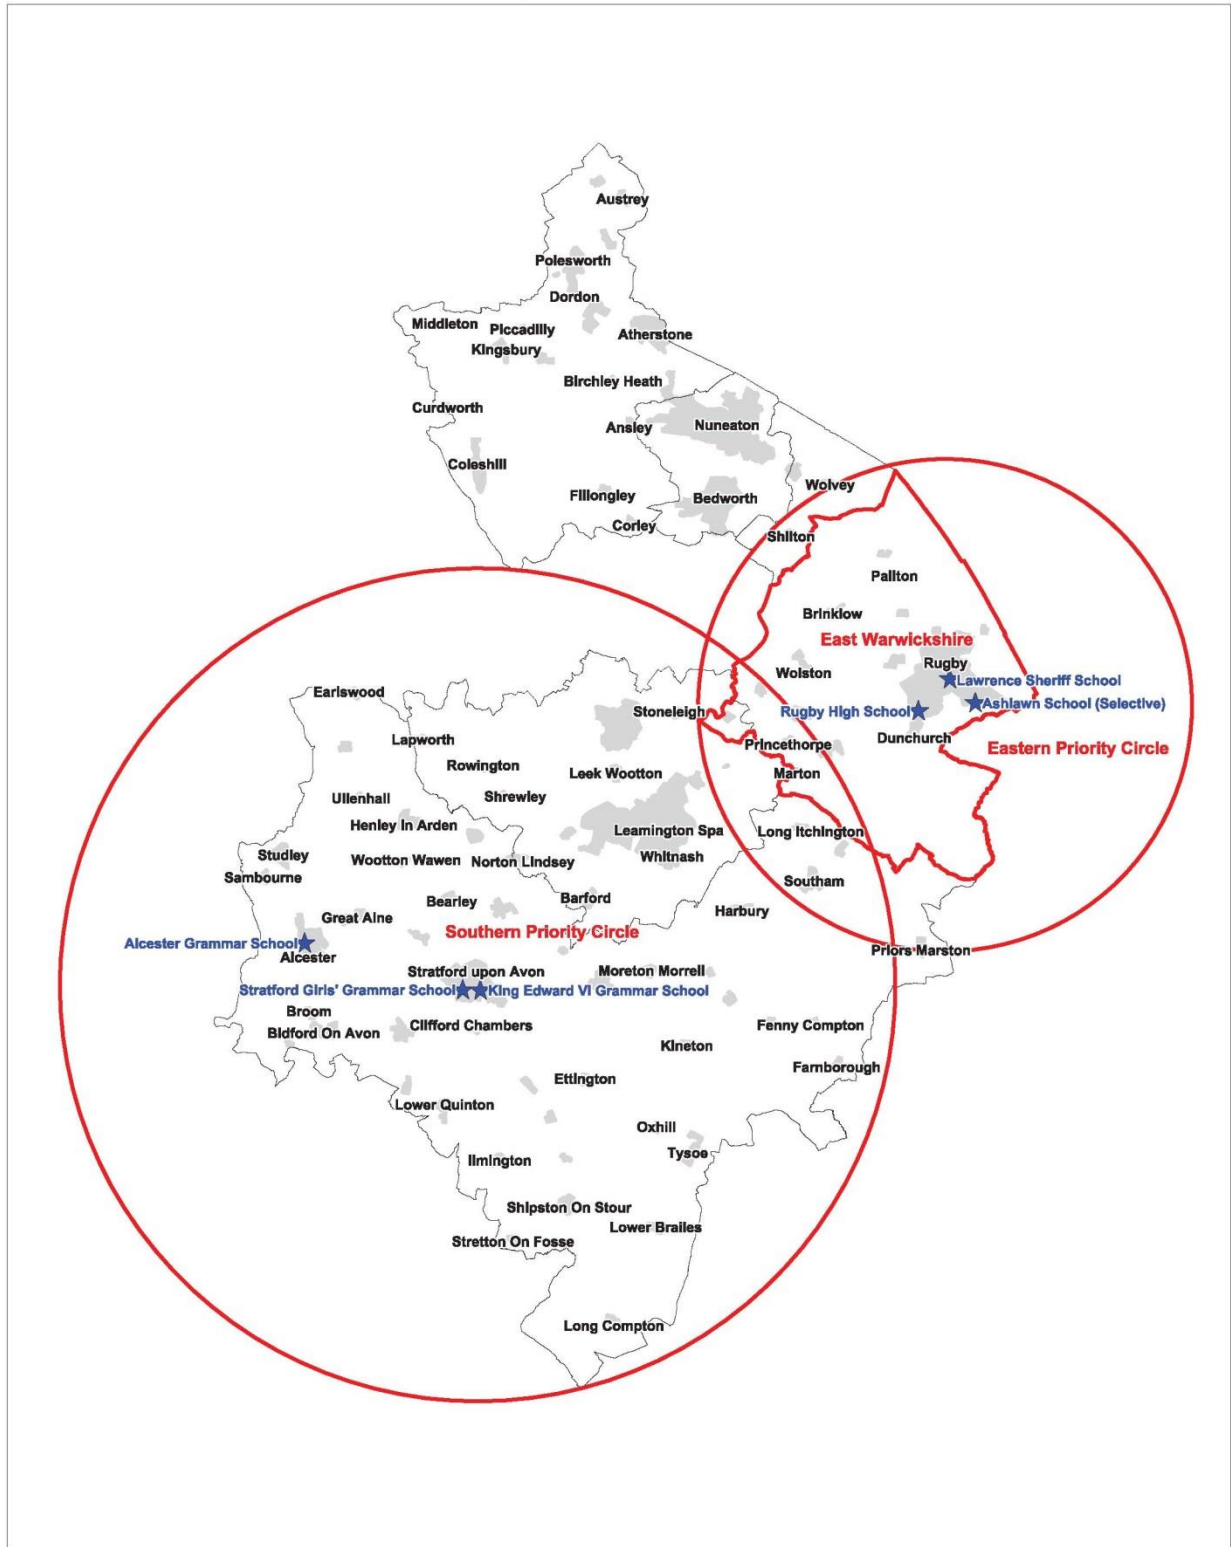 Austrey
Polesworth
Dordon
Middleton
Piccadilly
Kingsbury
Atherstone
Birchley Heath
Curdworth
Ansley
Nuneaton
Coleshill
Fillongley
Bedworth
Wolvey
Corley
Shilton
Pailton
Brinklow
East Warwickshire
Rugby
Wolston
Lawrence Sheriff School
Earlswood
Stoneleigh
Rugby High School
Ashlawn School (Selective)
Lapworth
Princethorpe
Dunchurch
Eastern Priority Circle
Rowington
Leek Wootton
Marton
Ullenhall
Shrewley
Henley In Arden
Leamington Spa
Long Itchington
Studley
Wootton Wawen
Norton Lindsey
Whitnash
Sambourne
Southam
Bearley
Barford
Great Alne
Harbury
Southern Priority Circle
Alcester Grammar School
Alcester
Priors Marston
Stratford upon Avon
Moreton Morrell
Stratford Girls' Grammar School
King Edward VI Grammar School
Broom
Bidford On Avon
Clifford Chambers
Fenny Compton
Kineton
Farnborough
Ettington
Lower Quinton
Oxhill
Tysoe
Ilmington
Shipston On Stour
Lower Brailes
Stretton On Fosse
Long Compton